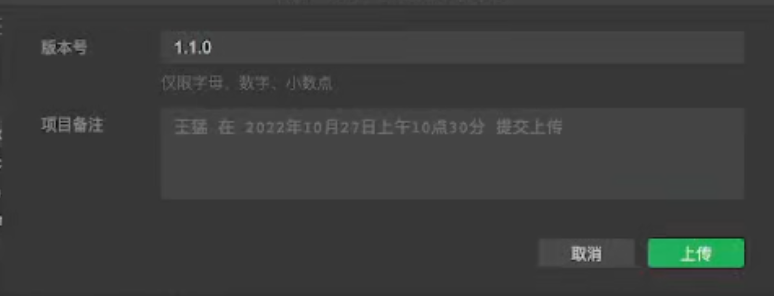 版本号
1.1.0
仅限字母、数字、小数点
项目备注
王猛 在 2022年10月27日上午10点30分 提交上传
取消
上传